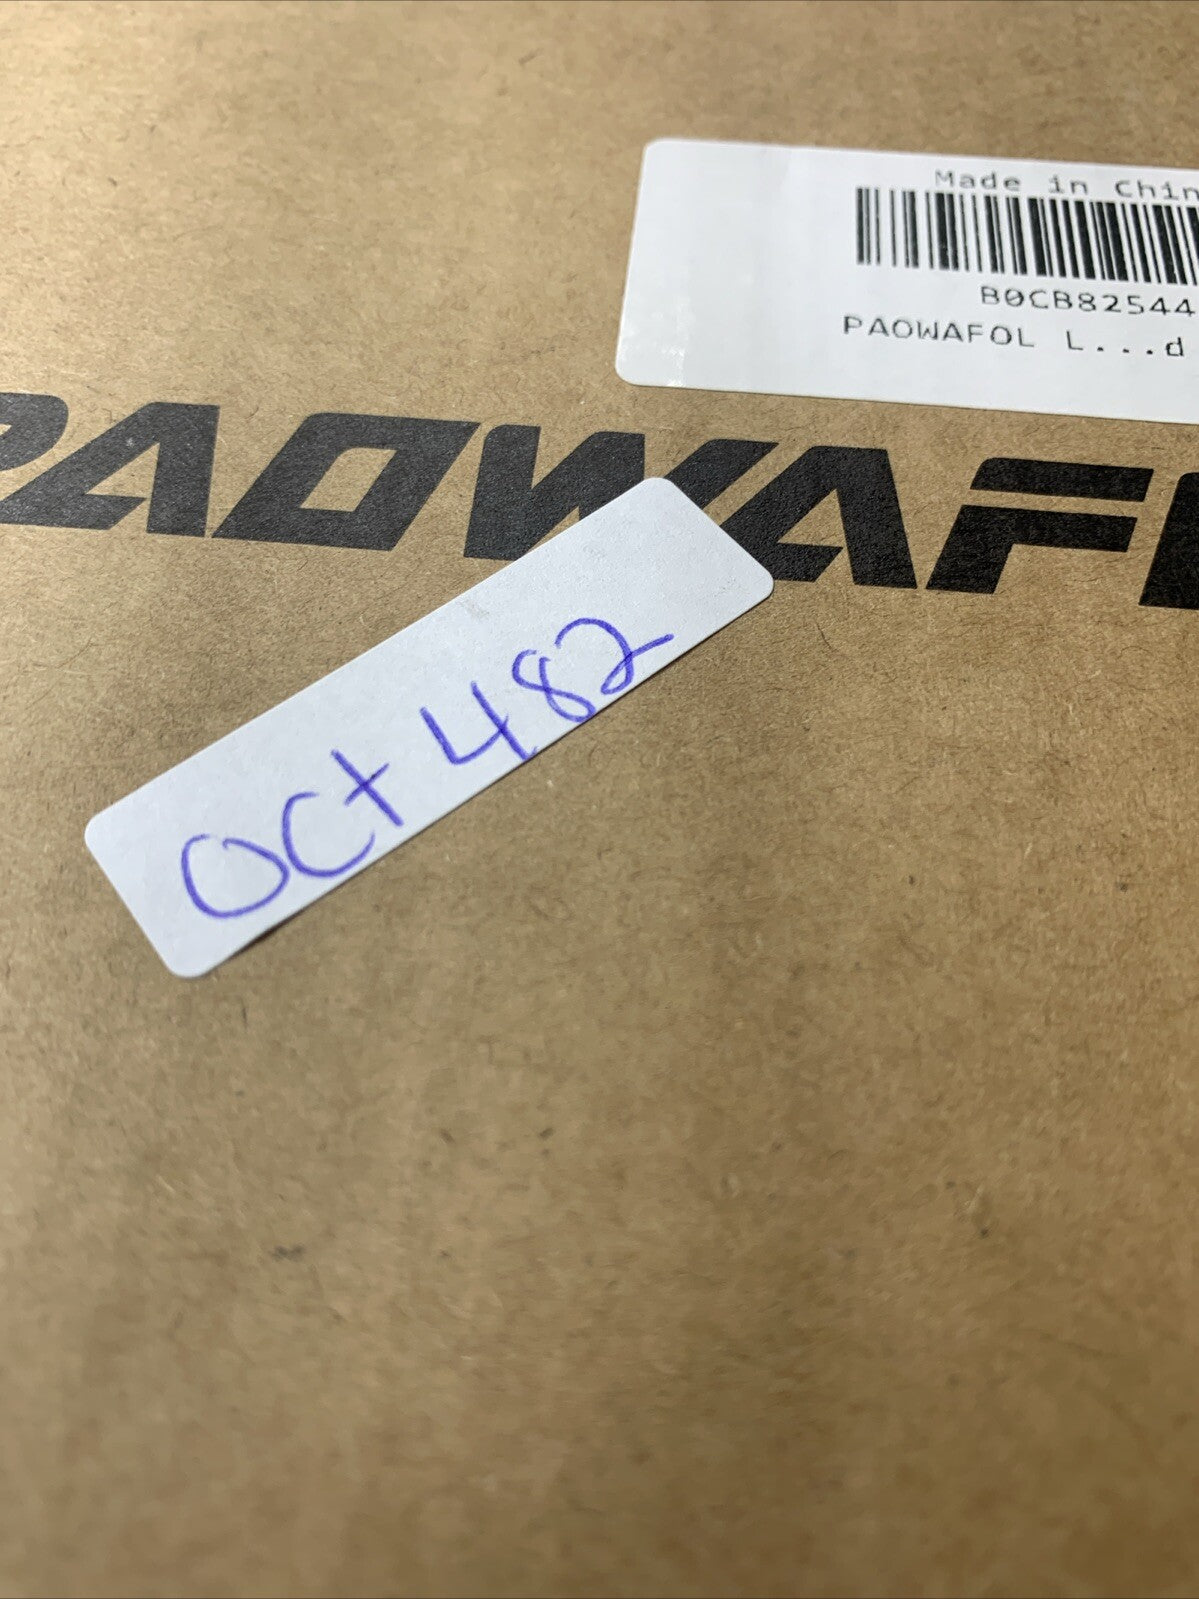 Made in Chin
B0CB82544
PAOWAFOL L...d
PAOWAF
Oct 482